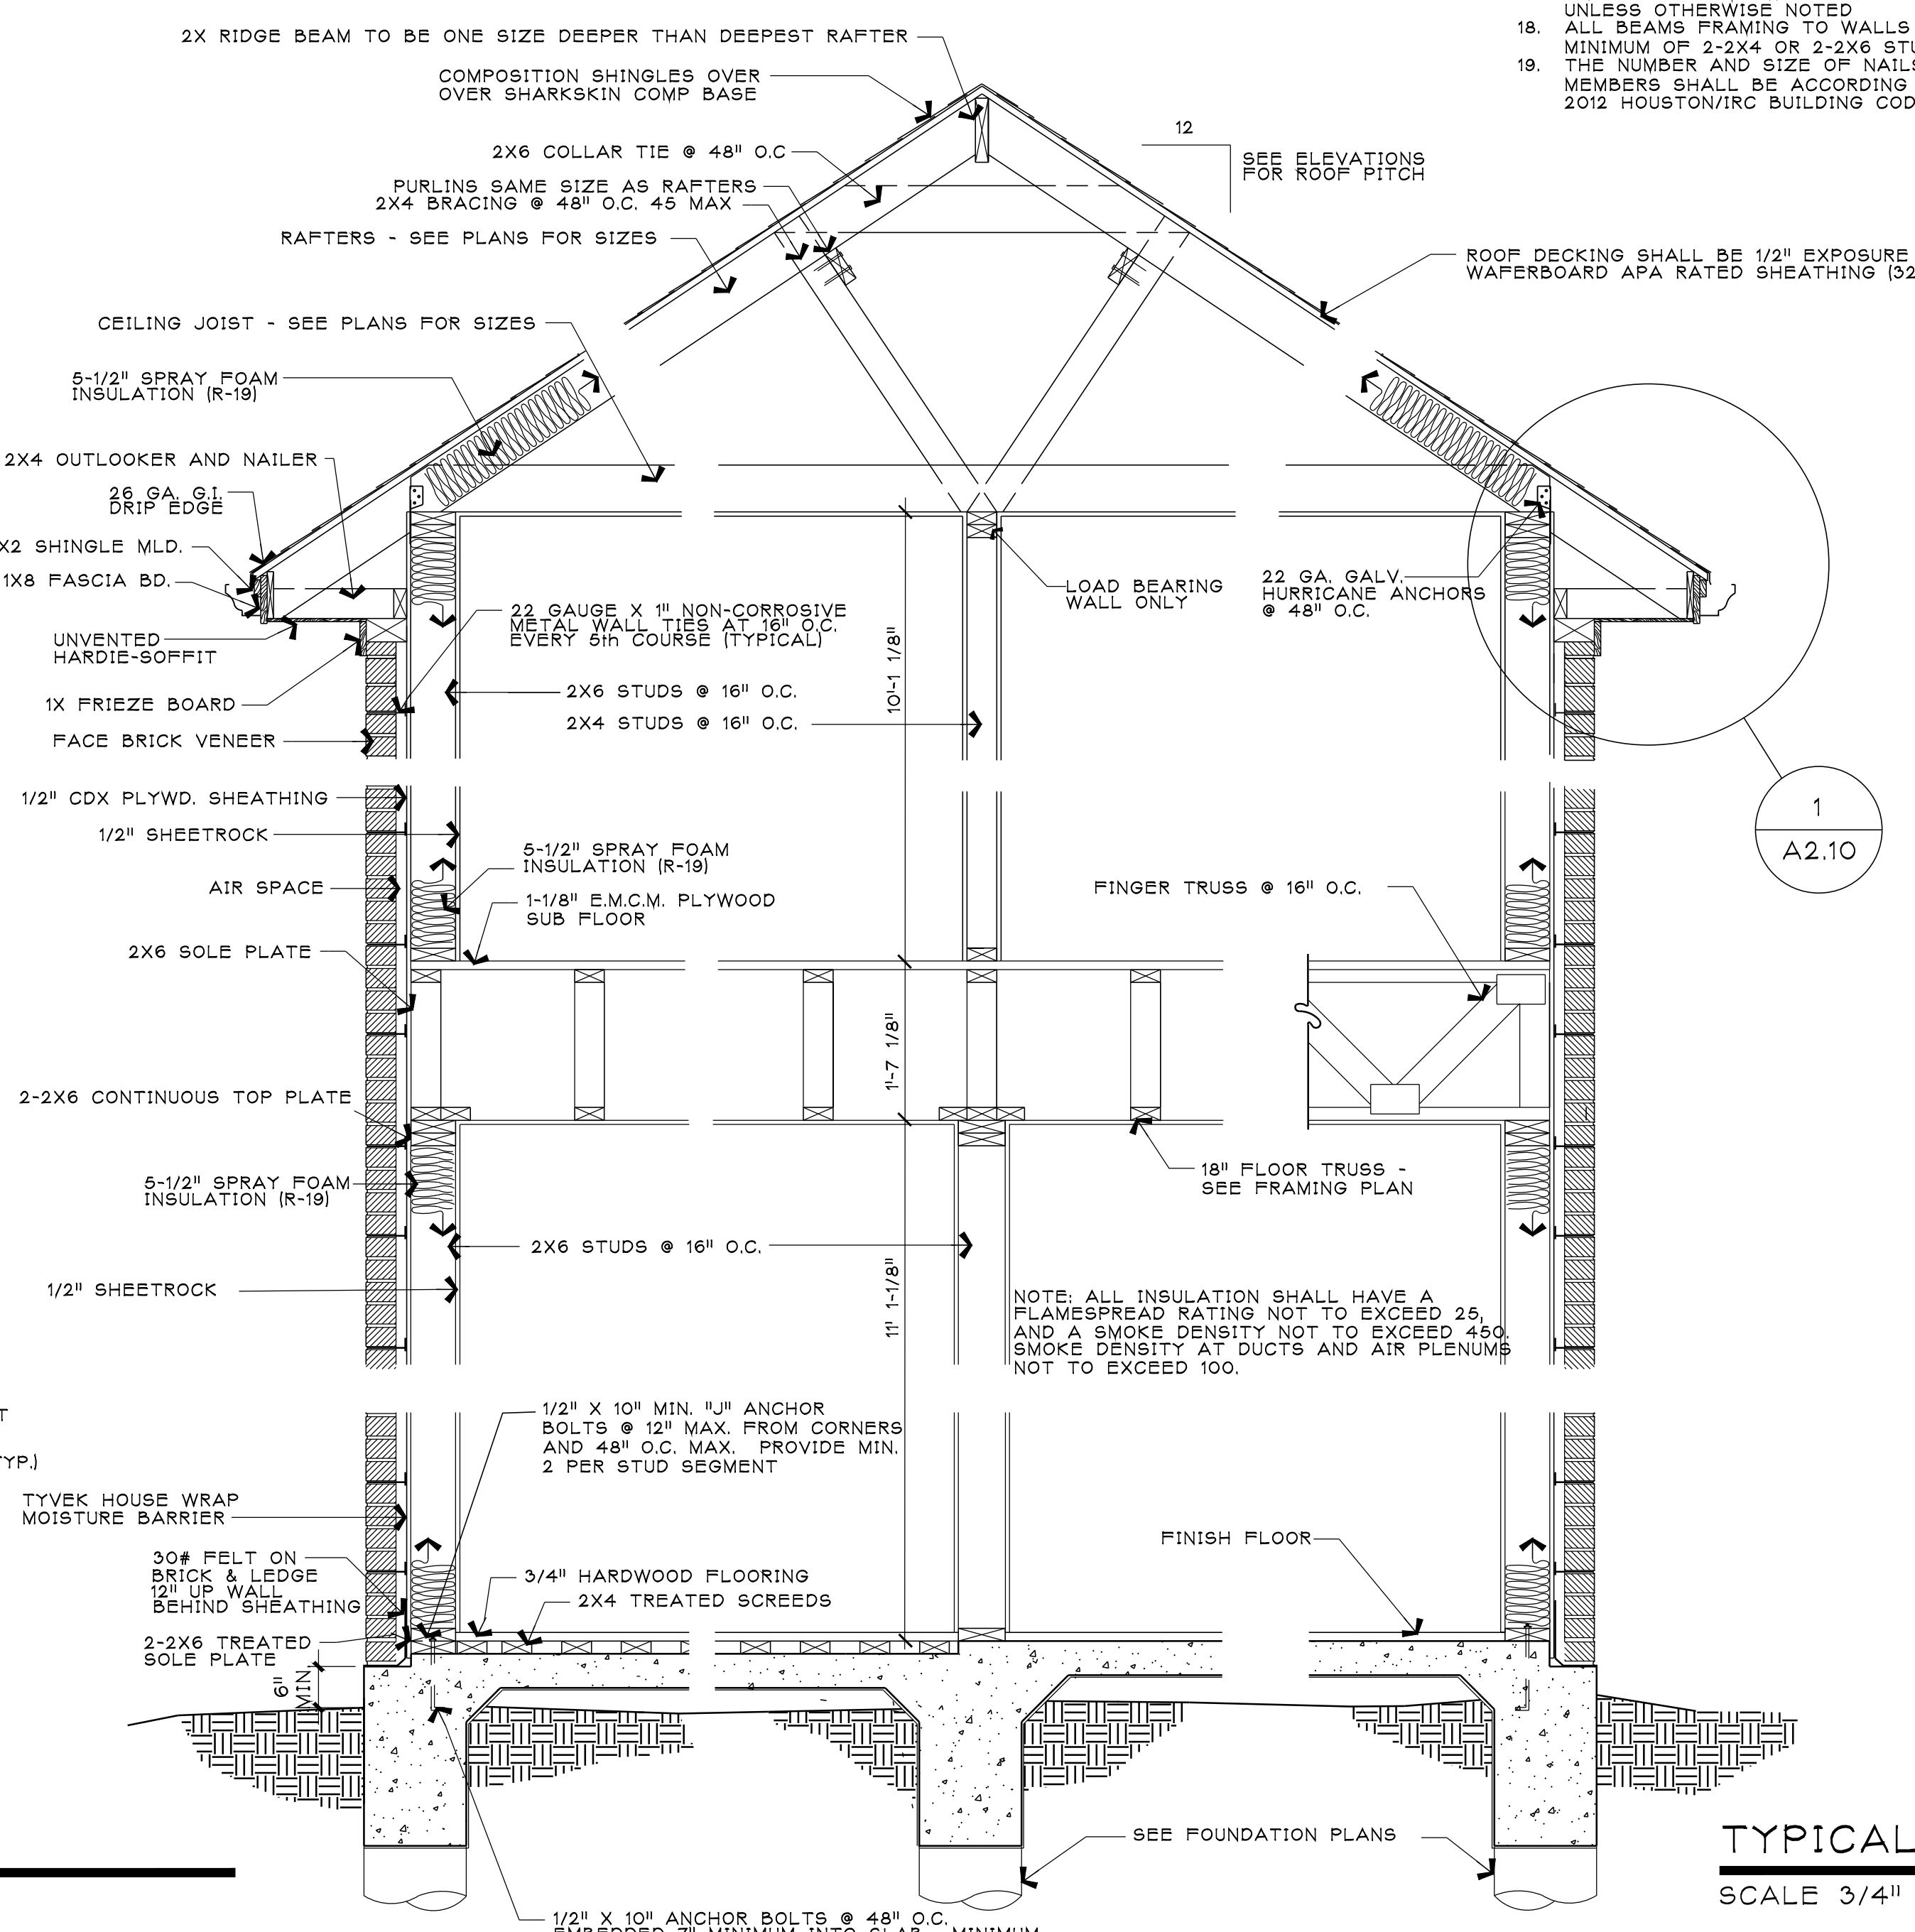 UNLESS OTHERWISE NOTED
18. ALL BEAMS FRAMING TO WALLS
MINIMUM OF 2-2X4 OR 2-2X6
19. THE NUMBER AND SIZE OF NAILS
MEMBERS SHALL BE ACCORDING
2012 HOUSTON/IRC BUILDING
2X RIDGE BEAM TO BE ONE SIZE DEEPER THAN DEEPEST RAFTER
COMPOSITION SHINGLES OVER
OVER SHARKSKIN COMP BASE
2X6 COLLAR TIE @ 48" O.C
PURLINS SAME SIZE AS RAFTERS
2X4 BRACING @ 48" O.C. 45 MAX
RAFTERS - SEE PLANS FOR SIZES
12
SEE ELEVATIONS
FOR ROOF PITCH
ROOF DECKING SHALL BE 1/2" EXPOSURE
WAFERBOARD APA RATED SHEATHING (32
CEILING JOIST - SEE PLANS FOR SIZES
5-1/2" SPRAY FOAM
INSULATION (R-19)
2X4 OUTLOOKER AND NAILER
26 GA. G.I.
DRIP EDGE
X2 SHINGLE MLD.
1X8 FASCIA BD.
UNVENTED
HARDIE-SOFFIT
1X FRIEZE BOARD
FACE BRICK VENEER
22 GAUGE X 1" NON-CORROSIVE
METAL WALL TIES AT 16" O.C.
EVERY 5th COURSE (TYPICAL)
2X6 STUDS @ 16" O.C.
2X4 STUDS @ 16" O.C.
10'-1 1/8"
LOAD BEARING
WALL ONLY
22 GA. GALV.
HURRICANE ANCHORS
@ 48" O.C.
1
A2.10
1/2" CDX PLYWD. SHEATHING
1/2" SHEETROCK
AIR SPACE
5-1/2" SPRAY FOAM
INSULATION (R-19)
1-1/8" E.M.C.M. PLYWOOD
SUB FLOOR
FINGER TRUSS @ 16" O.C.
2X6 SOLE PLATE
1'-7 1/8"
2-2X6 CONTINUOUS TOP PLATE
5-1/2" SPRAY FOAM
INSULATION (R-19)
18" FLOOR TRUSS -
SEE FRAMING PLAN
2X6 STUDS @ 16" O.C.
1/2" SHEETROCK
11' 1-1/8"
NOTE: ALL INSULATION SHALL HAVE A
FLAMESPREAD RATING NOT TO EXCEED 25,
AND A SMOKE DENSITY NOT TO EXCEED 450.
SMOKE DENSITY AT DUCTS AND AIR PLENUMS
NOT TO EXCEED 100.
1/2" X 10" MIN. "J" ANCHOR
BOLTS @ 12" MAX. FROM CORNERS
AND 48" O.C. MAX. PROVIDE MIN.
2 PER STUD SEGMENT
TYVEK HOUSE WRAP
MOISTURE BARRIER
30# FELT ON
BRICK & LEDGE
12" UP WALL
BEHIND SHEATHING
2-2X6 TREATED
SOLE PLATE
6"
MIN
3/4" HARDWOOD FLOORING
2X4 TREATED SCREEDS
FINISH FLOOR
SEE FOUNDATION PLANS
1/2" X 10" ANCHOR BOLTS @ 48" O.C.
EMBEDDED 7" MINIMUM INTO SLAB. MINIMUM
TYPICAL
SCALE 3/4"